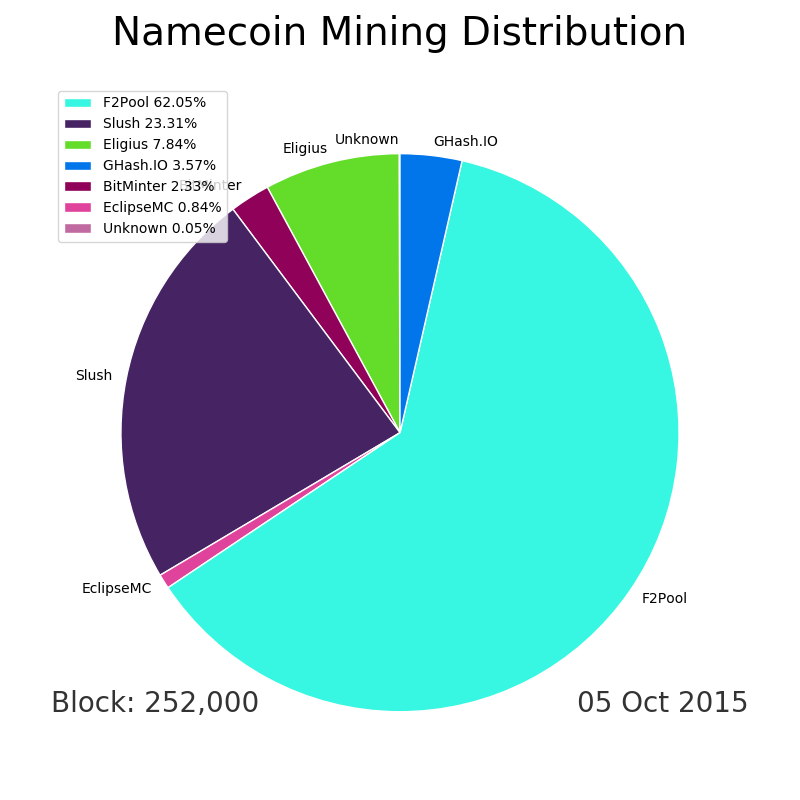 Namecoin Mining Distribution
F2Pool 62.05%
Slush 23.31%
Eligius 7.84%
GHash.IO 3.57%
BitMinter 2.33%
EclipseMC 0.84%
Unknown 0.05%
Unknown
GHash.IO
Eligius
BitMinter
Slush
EclipseMC
F2Pool
Block: 252,000
05 Oct 2015